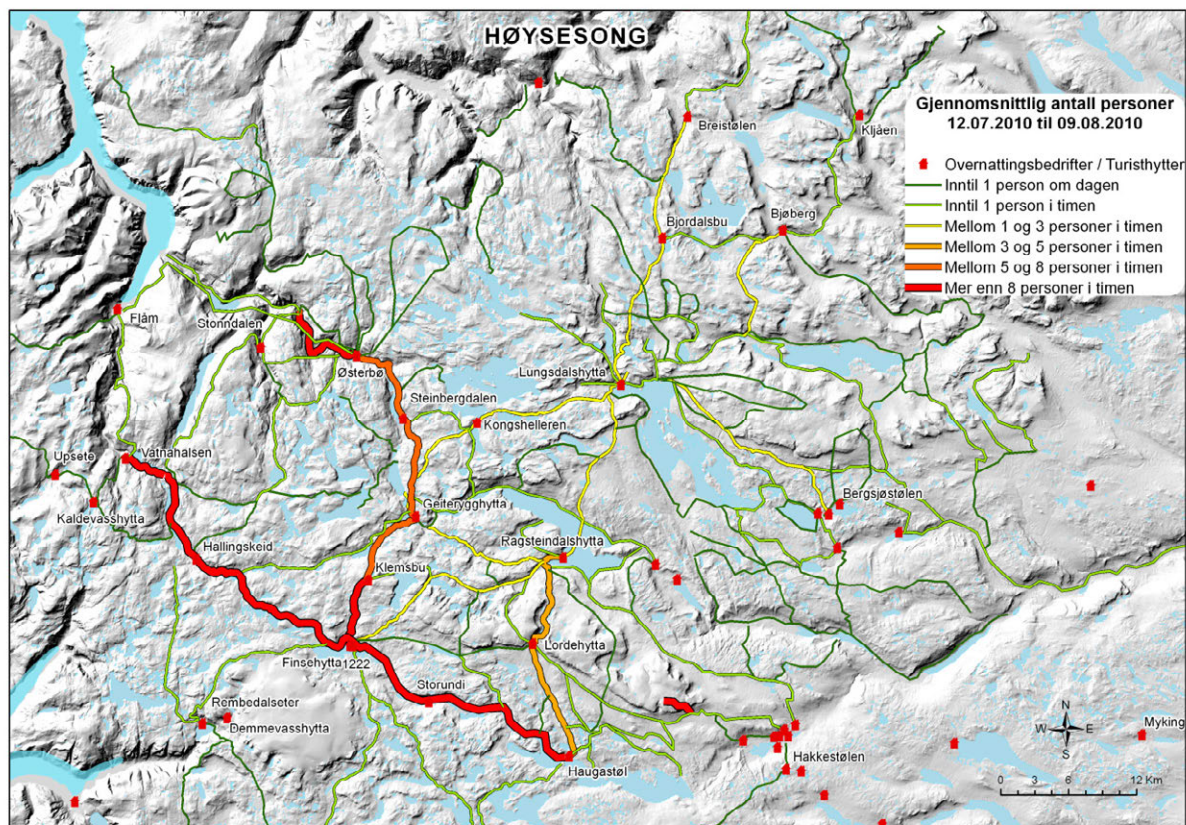 HØYSESONG
Gjennomsnittlig antall personer
12.07.2010 til 09.08.2010
Overnattingsbedrifter / Turisthytter
Inntil 1 person om dagen
Inntil 1 person i timen
Mellom 1 og 3 personer i timen
Mellom 3 og 5 personer i timen
Mellom 5 og 8 personer i timen
Mer enn 8 personer i timen
Breistølen
Kljåen
Bjordalsbu
Bjøberg
Flåm
Stonndalen
Østerbø
Lungsdalshytta
Steinbergdalen
Kongshelleren
Upsete
Vatnahalsen
Kaldevasshytta
Geiterygghytta
Bergsjøstølen
Ragsteindalshytta
Hallingskeid
Klemsbu
Finsehytta 1222
Lordehytta
Storundi
Rembedalseter
Demmevasshytta
Haugastøl
Hakkestølen
Myking
N
W E
S
0 3 6 12 Km